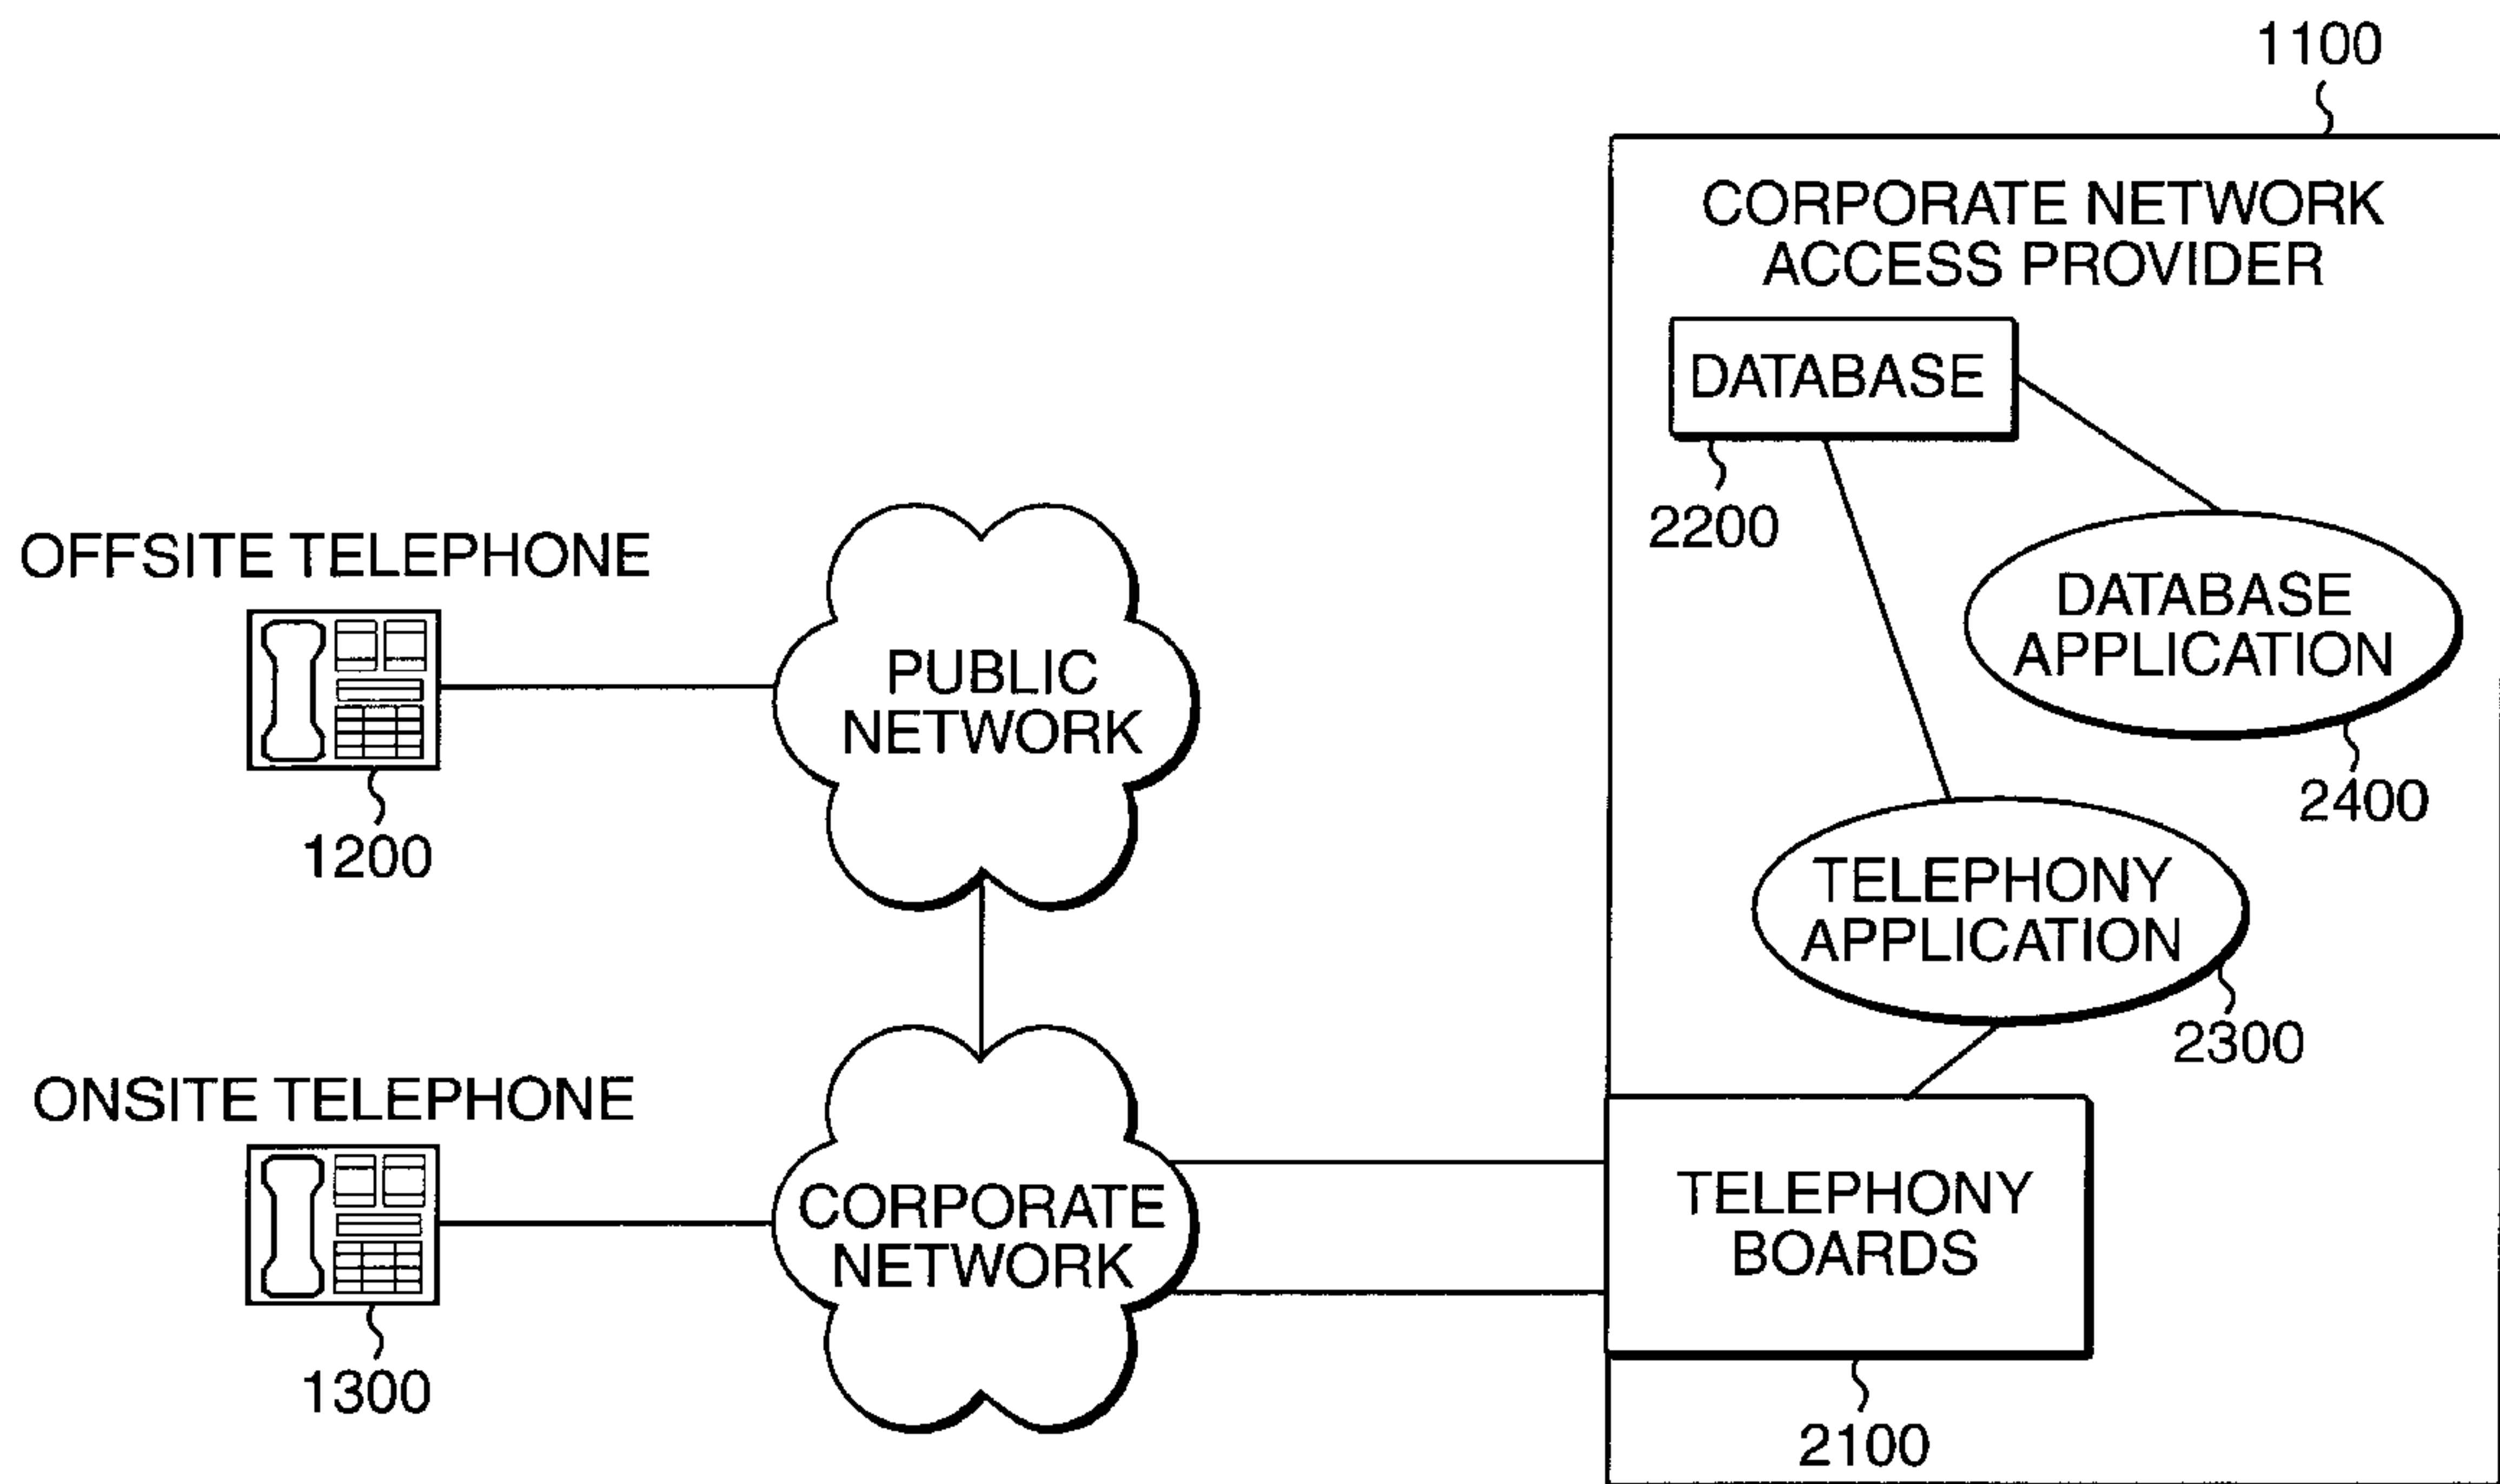 1100
CORPORATE NETWORK
ACCESS PROVIDER
DATABASE
2200
DATABASE
APPLICATION
2400
TELEPHONY
APPLICATION
2300
TELEPHONY
BOARDS
2100
OFFSITE TELEPHONE
1200
PUBLIC
NETWORK
ONSITE TELEPHONE
1300
CORPORATE
NETWORK